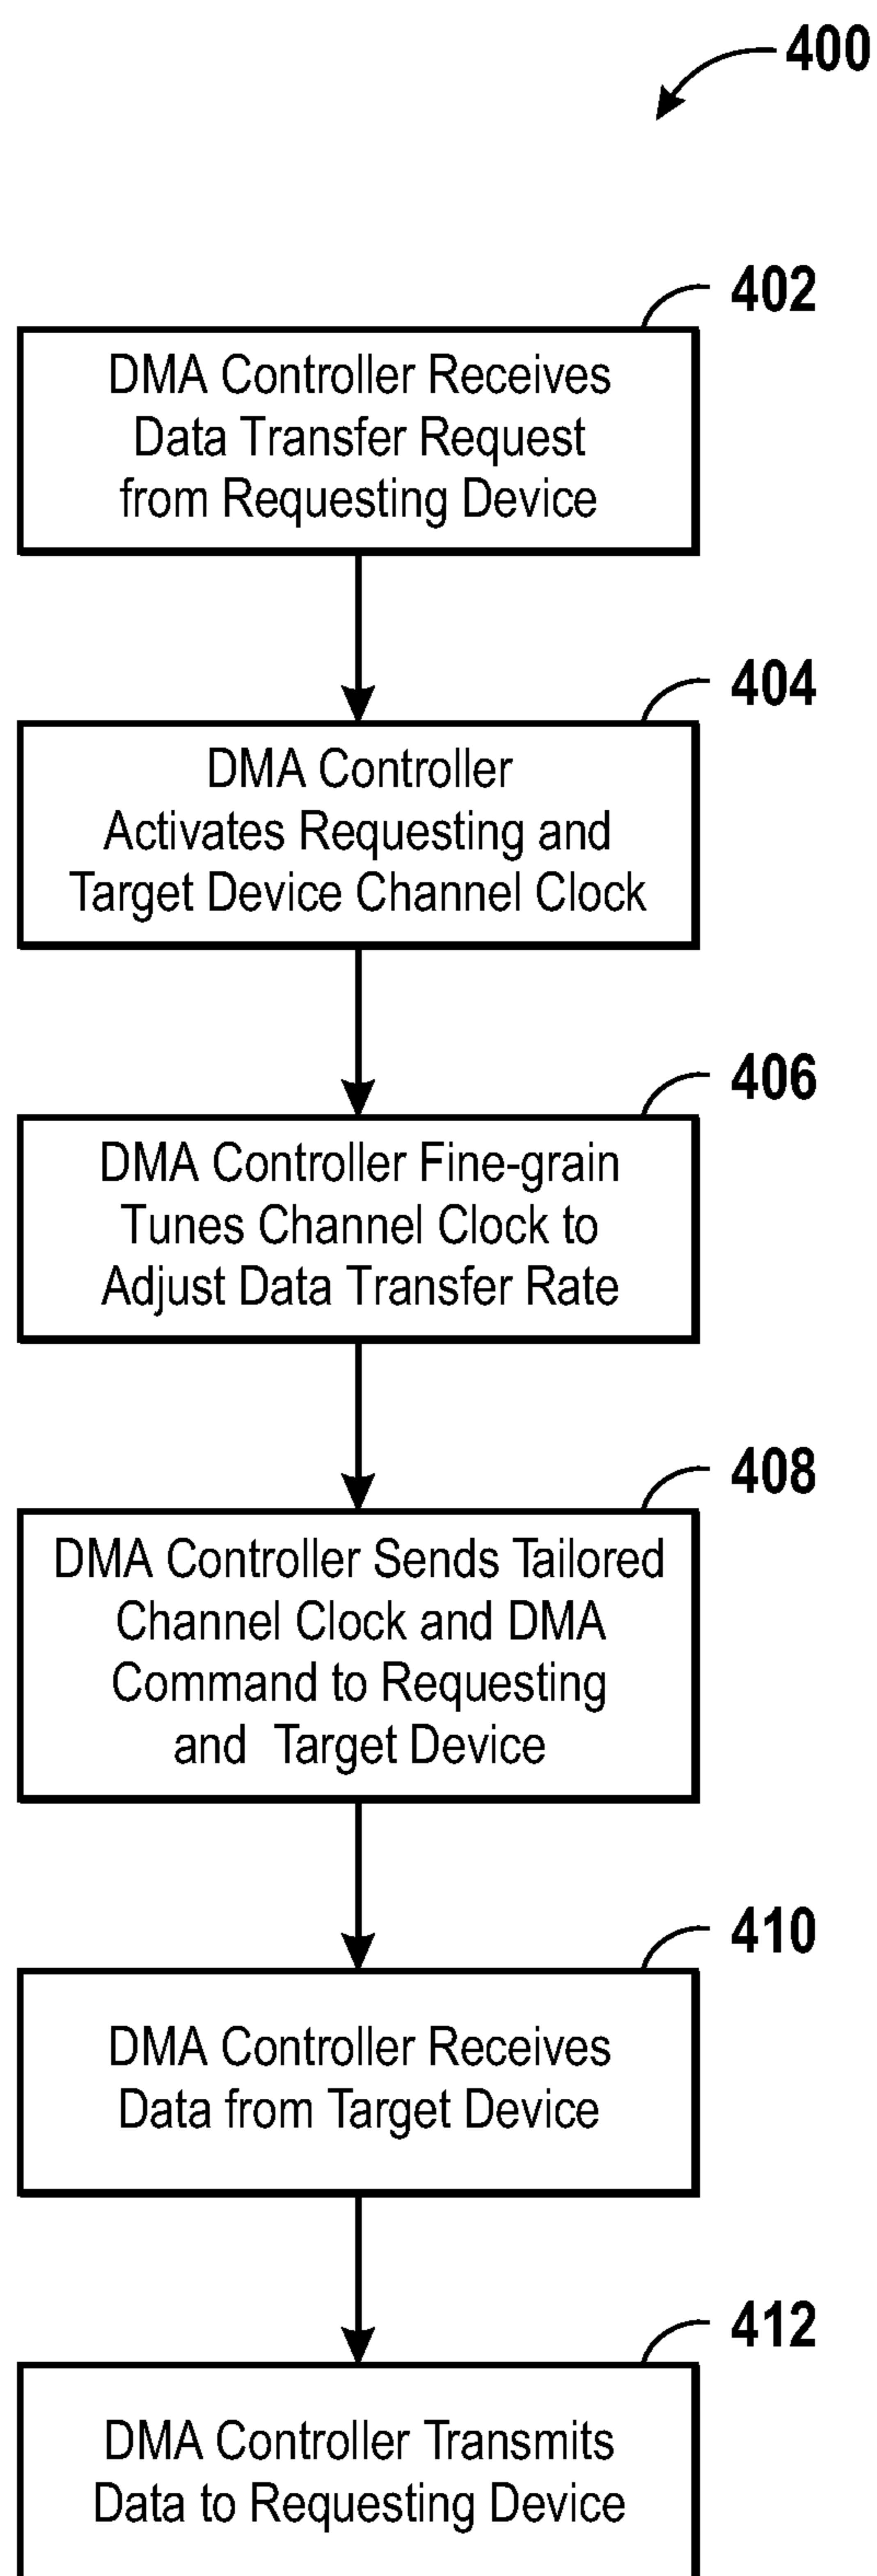 400
402
DMA Controller Receives
Data Transfer Request
from Requesting Device
404
DMA Controller
Activates Requesting and
Target Device Channel Clock
406
DMA Controller Fine-grain
Tunes Channel Clock to
Adjust Data Transfer Rate
408
DMA Controller Sends Tailored
Channel Clock and DMA
Command to Requesting
and  Target Device
410
DMA Controller Receives
Data from Target Device
412
DMA Controller Transmits
Data to Requesting Device